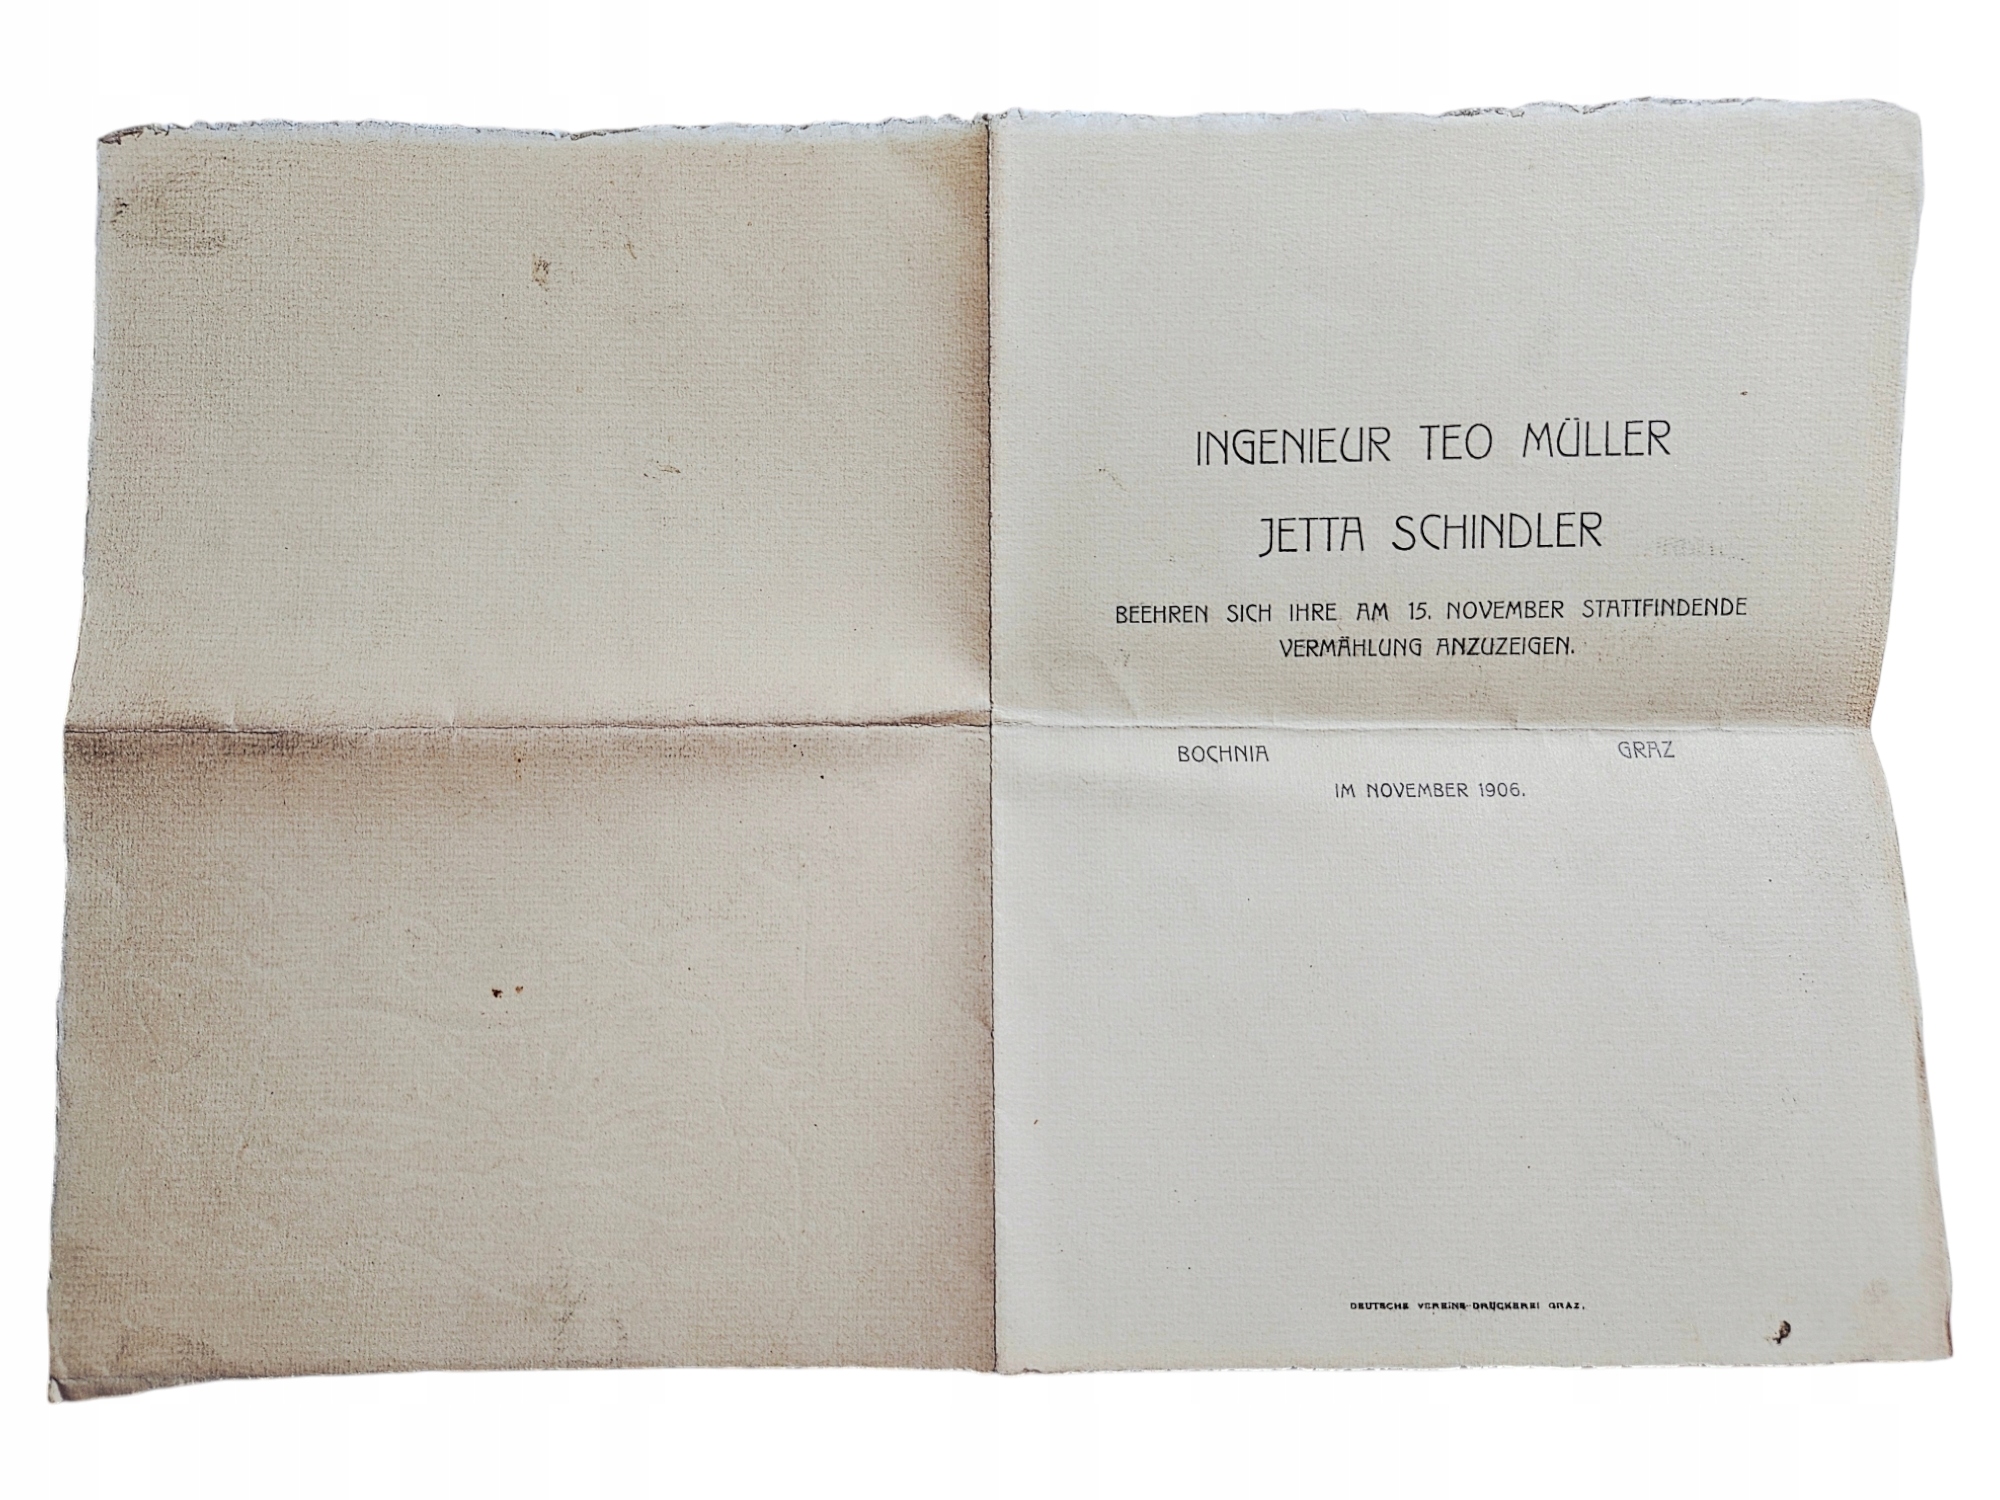 INGENIEUR TEO MÜLLER
JETTA SCHINDLER
BEEHREN SICH IHRE AM 15. NOVEMBER STATTFINDENDE
VERMÄHLUNG ANZUZEIGEN.
BOCHNIA GRAZ
IM NOVEMBER 1906.
DEUTSCHE VEREINS-DRUCKEREI GRAZ.